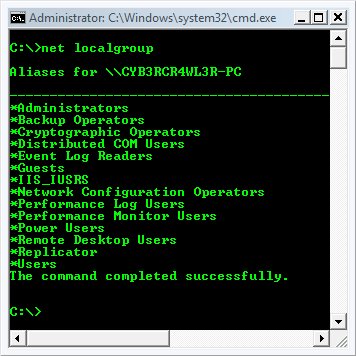 Administrator: C:\Windows\system32\cmd.exe
C:\>net localgroup
Aliases for \\CYB3RCR4WL3R-PC
-------------------------------------------
*Administrators
*Backup Operators
*Cryptographic Operators
*Distributed COM Users
*Event Log Readers
*Guests
*IIS_IUSRS
*Network Configuration Operators
*Performance Log Users
*Performance Monitor Users
*Power Users
*Remote Desktop Users
*Replicator
*Users
The command completed successfully.
C:\>